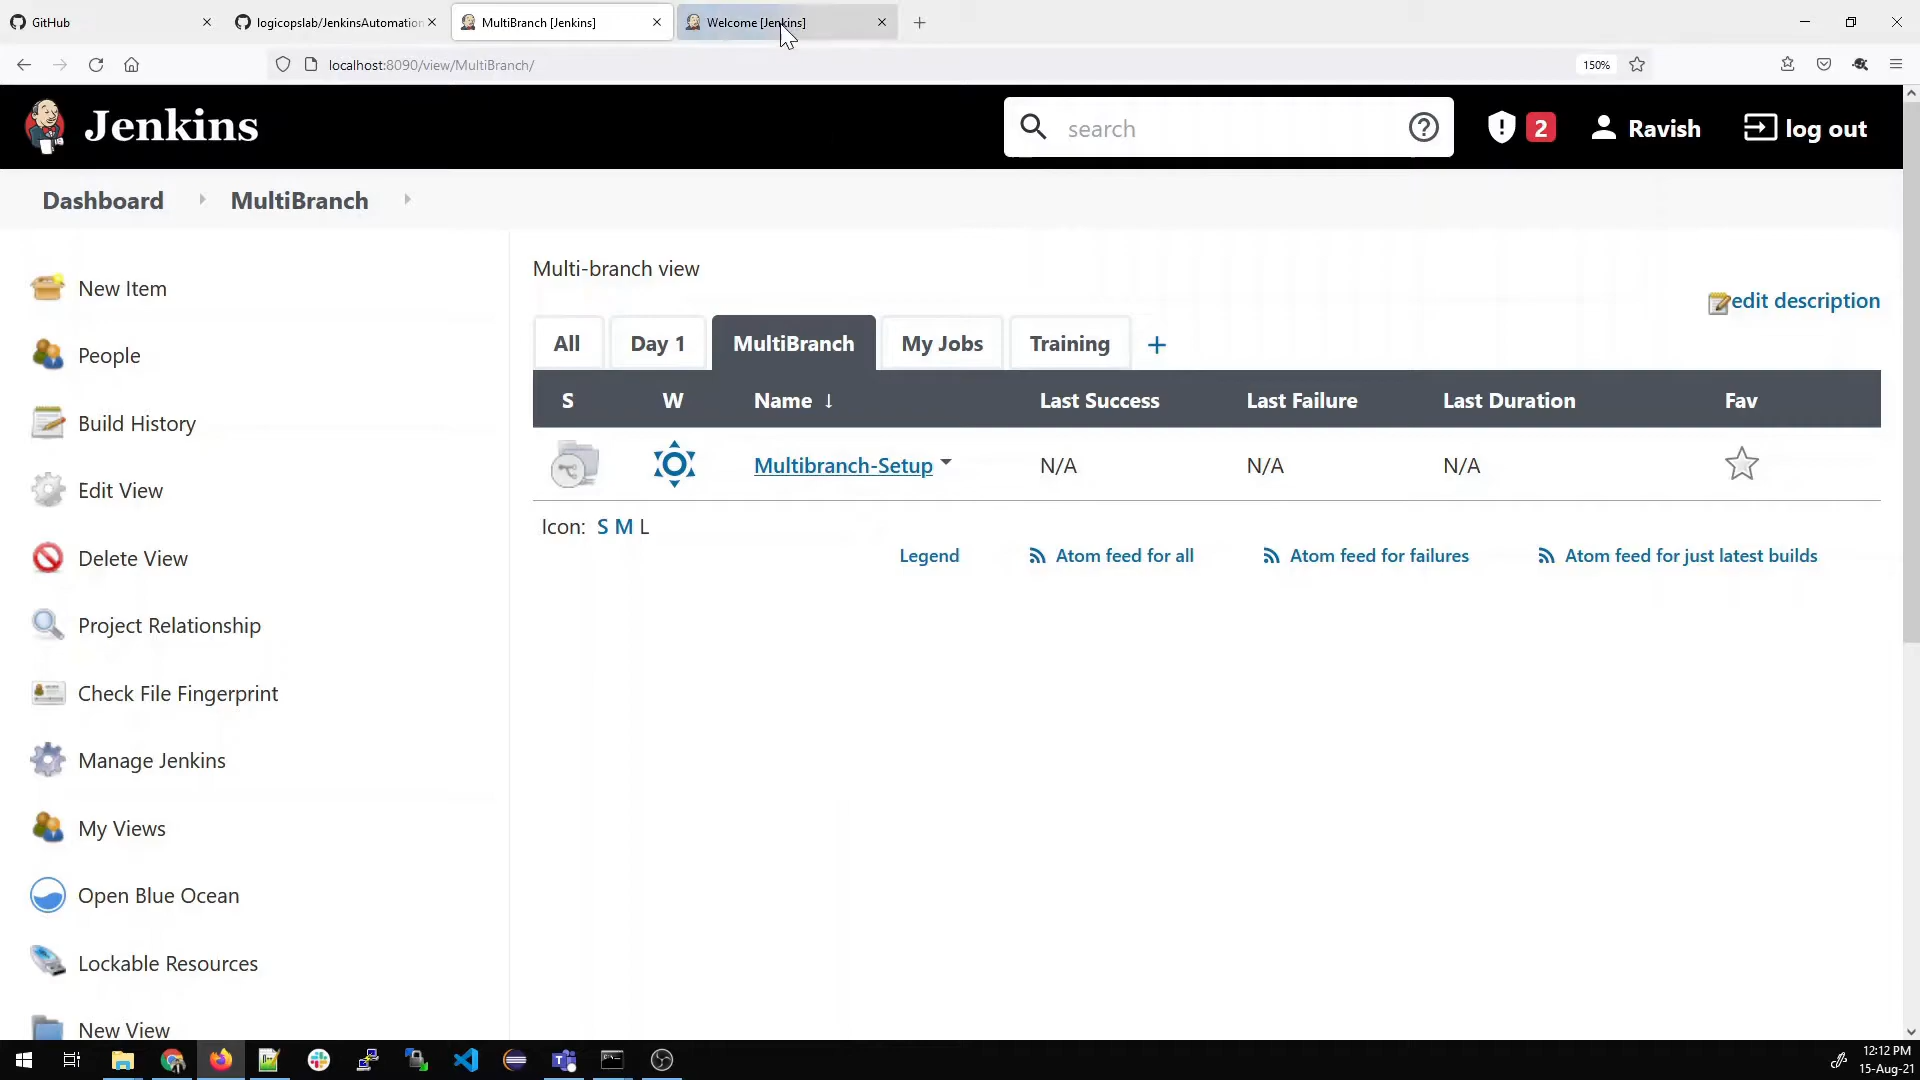 GitHub
logicopslab/JenkinsAutomation
MultiBranch [Jenkins]
Welcome [Jenkins]
localhost:8090/view/MultiBranch/
150%
Jenkins
search
2
Ravish
log out
Dashboard
MultiBranch
New Item
People
Build History
Edit View
Delete View
Project Relationship
Check File Fingerprint
Manage Jenkins
My Views
Open Blue Ocean
Lockable Resources
New View
Multi-branch view
edit description
All Day 1 MultiBranch My Jobs Training +
S W Name ↓ Last Success Last Failure Last Duration Fav
Multibranch-Setup N/A N/A N/A
Icon: S M L
Legend Atom feed for all Atom feed for failures Atom feed for just latest builds
12:12 PM
15-Aug-21